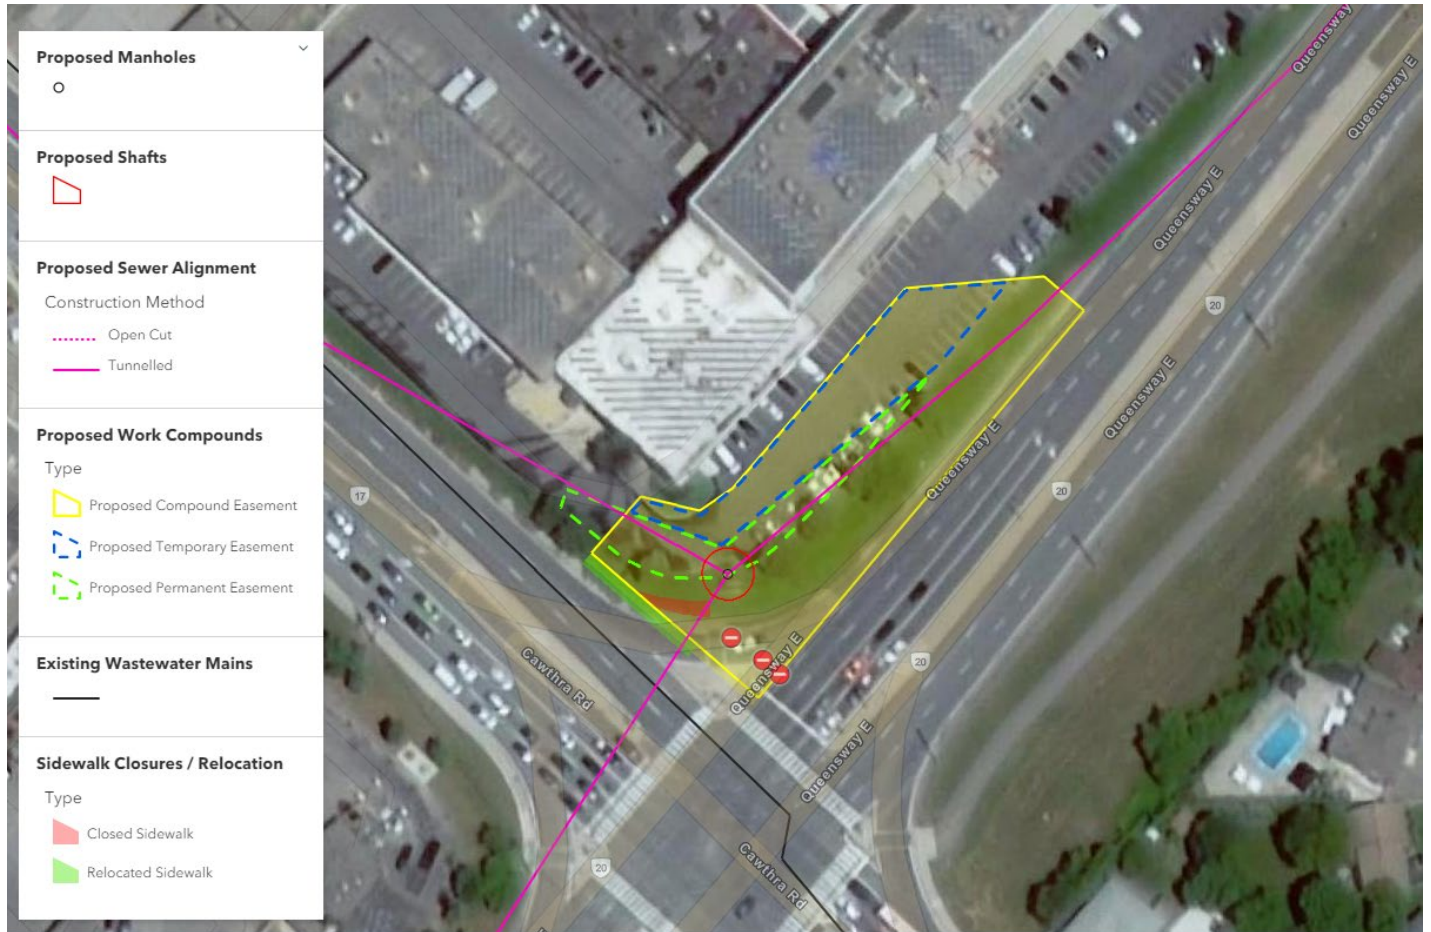 Proposed Manholes
Proposed Shafts
Proposed Sewer Alignment
Construction Method
Open Cut
Tunnelled
Proposed Work Compounds
Type
Proposed Compound Easement
Proposed Temporary Easement
Proposed Permanent Easement
Existing Wastewater Mains
Sidewalk Closures / Relocation
Type
Closed Sidewalk
Relocated Sidewalk
Queensway
Queensway E
Queensway E
20
Queensway E
Queensway E
20
17
Cawthra Rd
Queensway E
20
Queensway E
20
Cawthra Rd